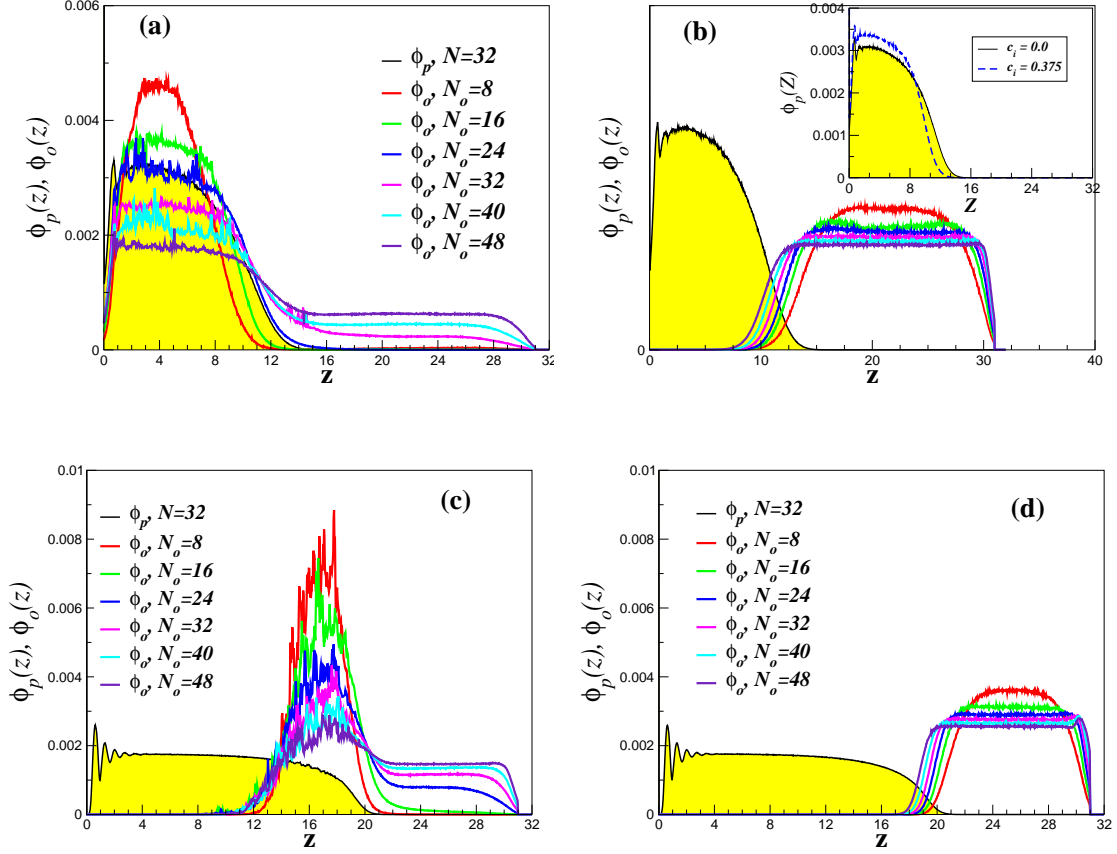 (a)
0.006
0.004
0.002
0
ϕp(z), ϕo(z)
ϕp, N=32
ϕo, No=8
ϕo, No=16
ϕo, No=24
ϕo, No=32
ϕo, No=40
ϕo, No=48
0 4 8 12 16 20 24 28 32
z
(b)
ϕp(z), ϕo(z)
0
0 10 20 30 40
z
0.004
0.003
0.002
0.001
0
ϕp(Z)
ci = 0.0
ci = 0.375
0 8 16 24 32
Z
(c)
0.01
0.008
0.006
0.004
0.002
0
ϕp(z), ϕo(z)
ϕp, N=32
ϕo, No=8
ϕo, No=16
ϕo, No=24
ϕo, No=32
ϕo, No=40
ϕo, No=48
0 4 8 12 16 20 24 28 32
z
(d)
0.01
0.008
0.006
0.004
0.002
0
ϕp(z), ϕo(z)
ϕp, N=32
ϕo, No=8
ϕo, No=16
ϕo, No=24
ϕo, No=32
ϕo, No=40
ϕo, No=48
0 4 8 12 16 20 24 28 32
z